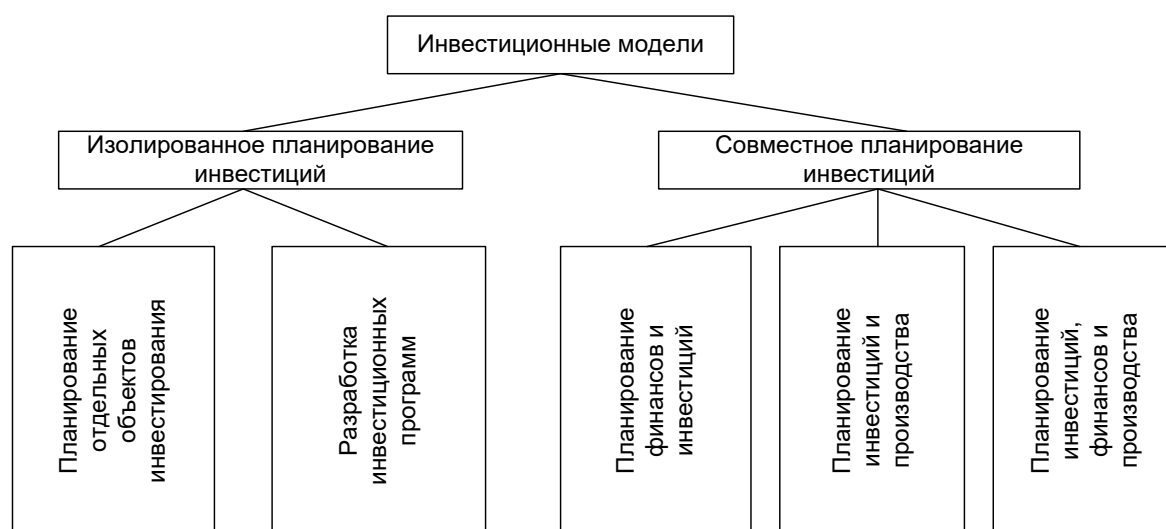 Инвестиционные модели
Изолированное планирование
инвестиций
Совместное планирование
инвестиций
Планирование
отдельных
объектов
инвестирования
Разработка
инвестиционных
программ
Планирование
финансов и
инвестиций
Планирование
инвестиций и
производства
Планирование
инвестиций,
финансов и
производства